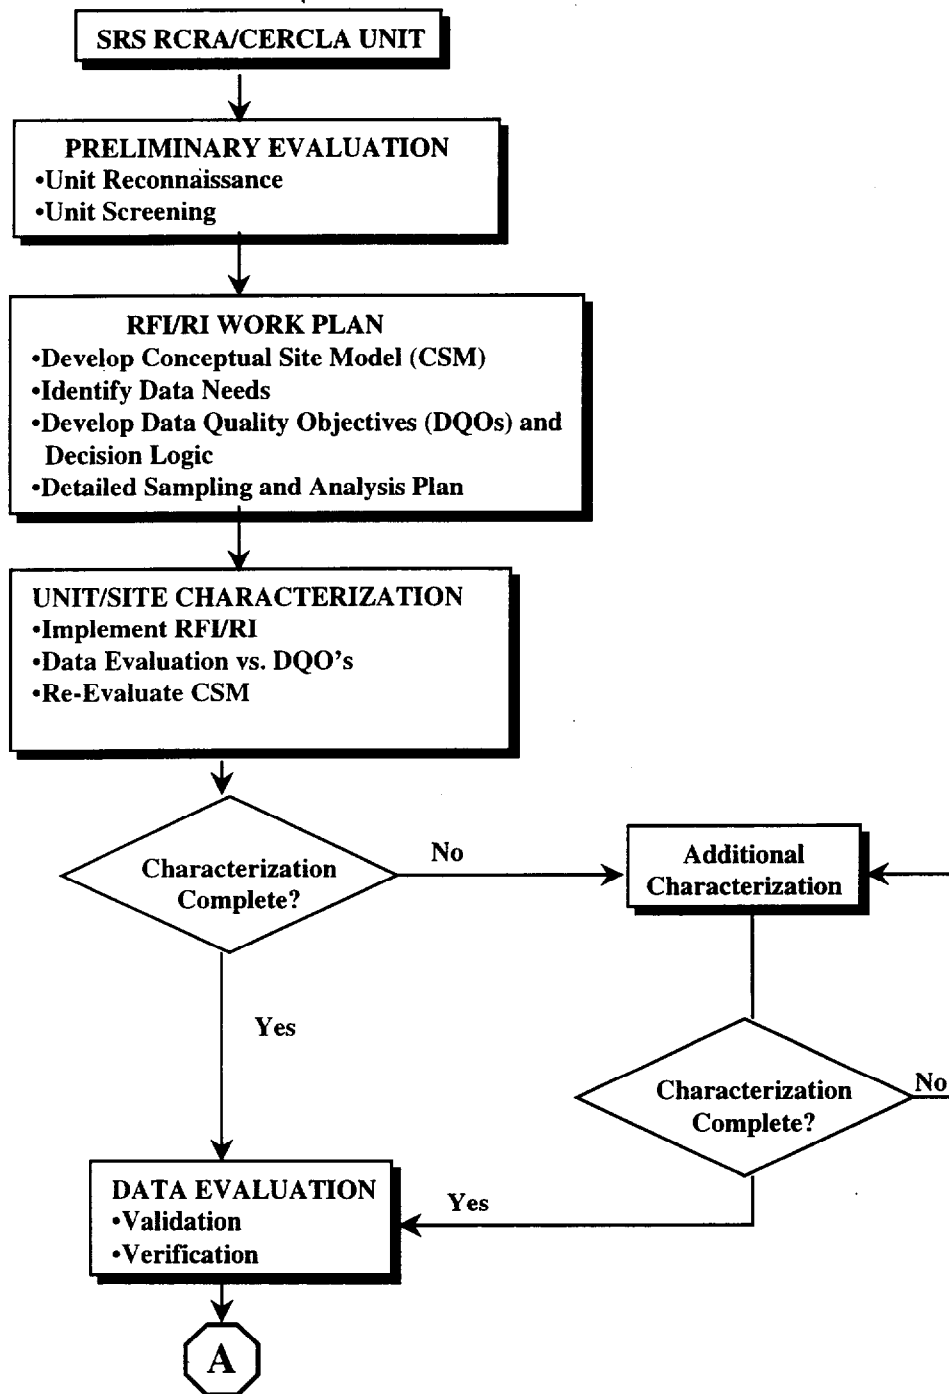 SRS RCRA/CERCLA UNIT
PRELIMINARY EVALUATION
•Unit Reconnaissance
•Unit Screening
RFI/RI WORK PLAN
•Develop Conceptual Site Model (CSM)
•Identify Data Needs
•Develop Data Quality Objectives (DQOs) and
Decision Logic
•Detailed Sampling and Analysis Plan
UNIT/SITE CHARACTERIZATION
•Implement RFI/RI
•Data Evaluation vs. DQO's
•Re-Evaluate CSM
Characterization
Complete?
No
Additional
Characterization
Yes
Characterization
Complete?
No
DATA EVALUATION
•Validation
•Verification
Yes
A